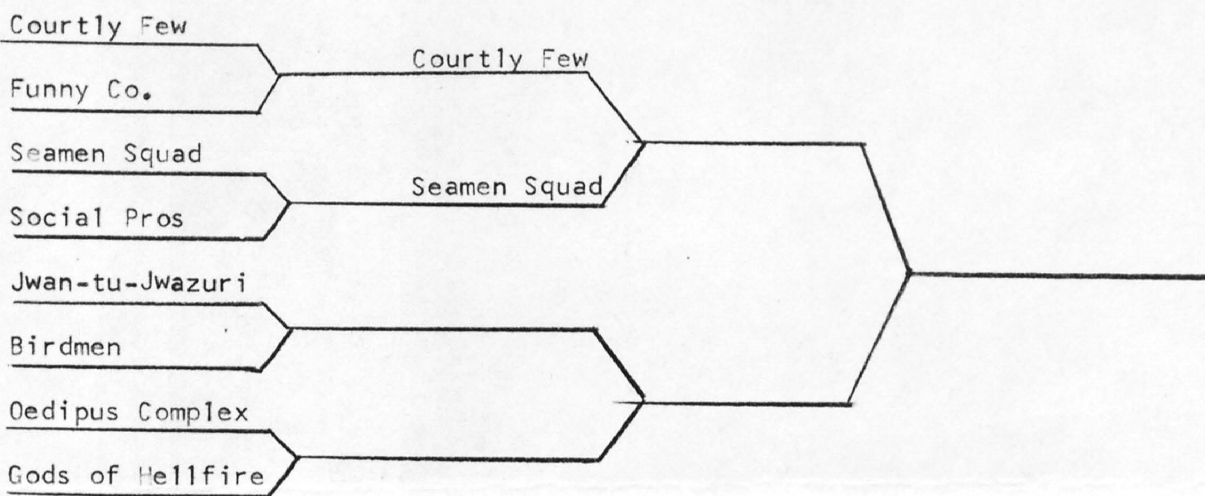 Courtly Few
Funny Co.
Seamen Squad
Social Pros
Jwan-tu-Jwazuri
Birdmen
Oedipus Complex
Gods of Hellfire
Courtly Few
Seamen Squad